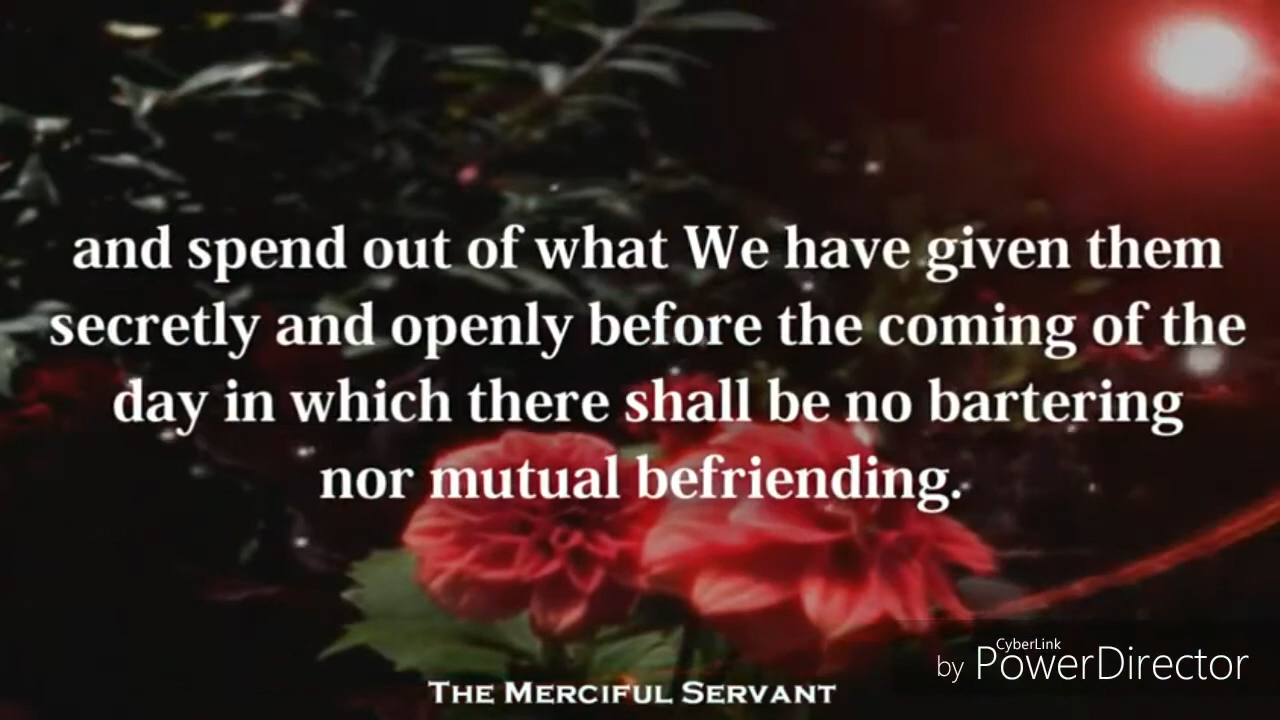 and spend out of what We have given them
secretly and openly before the coming of the
day in which there shall be no bartering
nor mutual befriending.
CyberLink
by PowerDirector
THE MERCIFUL SERVANT